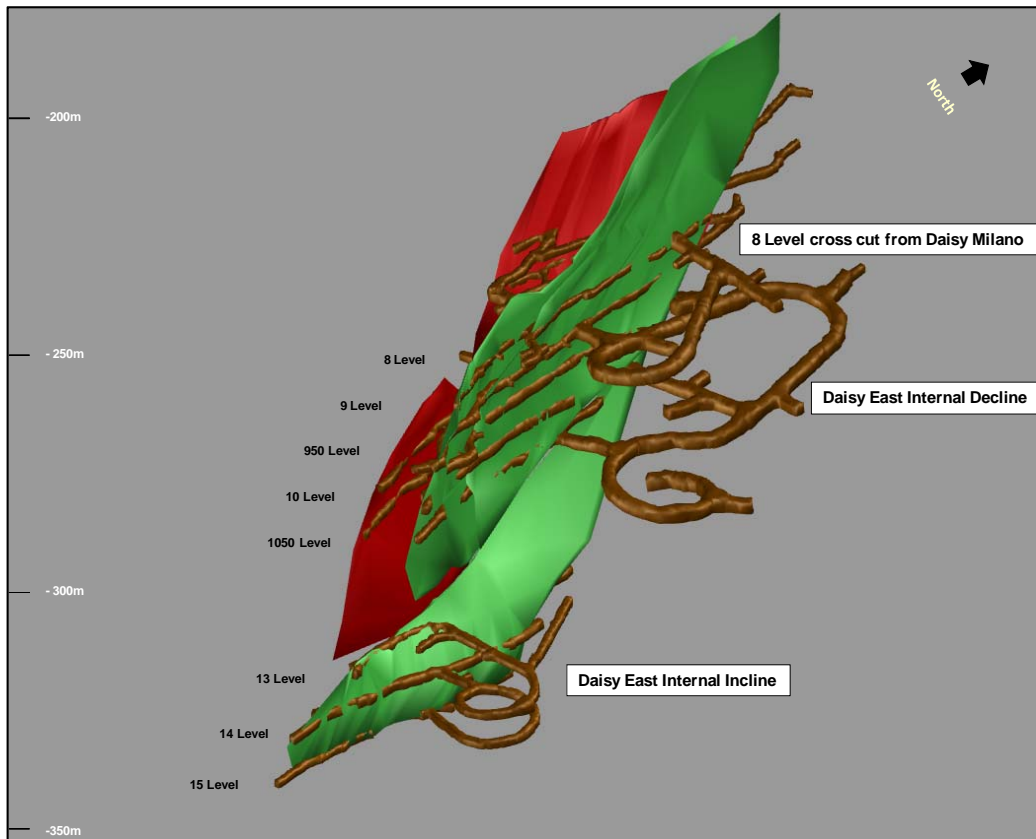 North
-200m
8 Level cross cut from Daisy Milano
- 250m
8 Level
Daisy East Internal Decline
9 Level
950 Level
10 Level
1050 Level
- 300m
13 Level
Daisy East Internal Incline
14 Level
15 Level
-350m